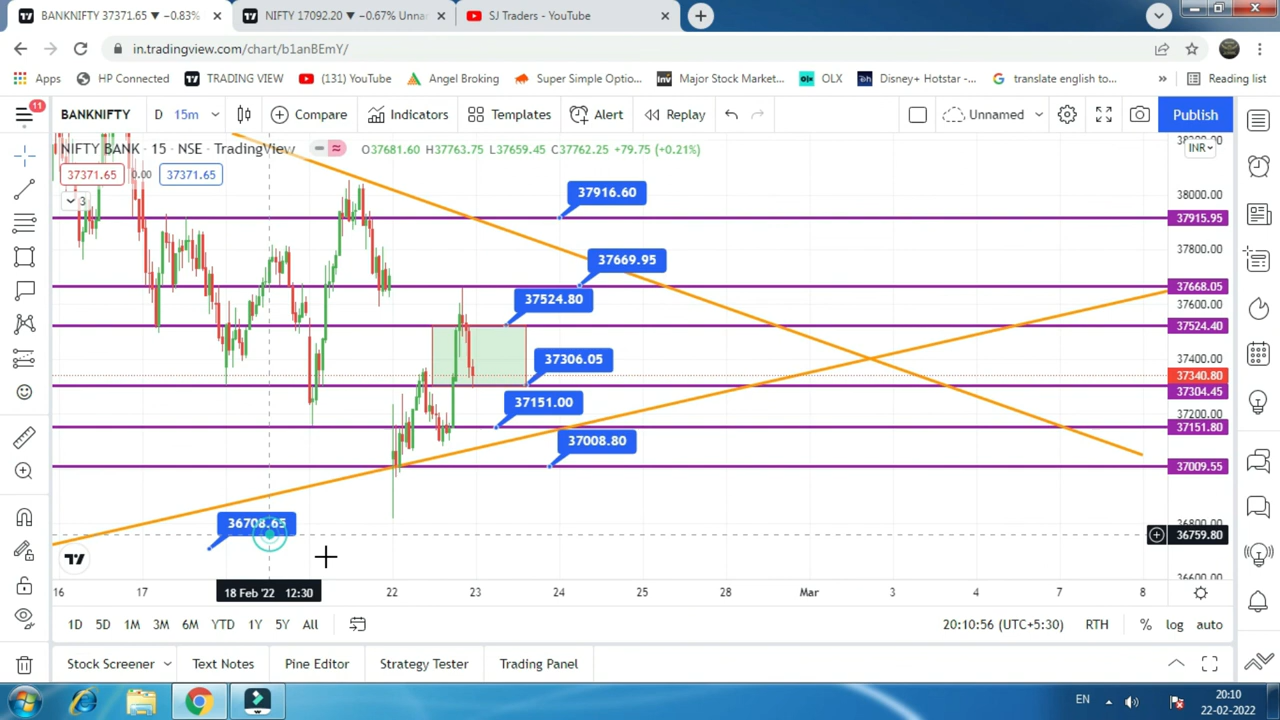 BANKNIFTY 37371.65 ▼ −0.83%
NIFTY 17092.20 ▼ −0.67% Unna
SJ Traders - YouTube
in.tradingview.com/chart/b1anBEmY/
Apps
HP Connected
TRADING VIEW
(131) YouTube
Angel Broking
Super Simple Optio...
Inv Major Stock Market...
olx OLX
Disney+ Hotstar -...
translate english to...
»
Reading list
11
BANKNIFTY
D
15m
Compare
Indicators
Templates
Alert
Replay
Unnamed
Publish
NIFTY BANK · 15 · NSE · TradingView
O37681.60 H37763.75 L37659.45 C37762.25 +79.75 (+0.21%)
INR
37371.65
0.00
37371.65
3
38000.00
37916.60
37915.95
37800.00
37669.95
37668.05
37524.80
37600.00
37524.40
37306.05
37400.00
37340.80
37304.45
37151.00
37200.00
37151.80
37008.80
37009.55
36708.65
36800.00
36759.80
36600.00
16
17
18 Feb '22 12:30
22
23
24
25
28
Mar
3
4
7
8
1D
5D
1M
3M
6M
YTD
1Y
5Y
All
20:10:56 (UTC+5:30)
RTH
%
log
auto
Stock Screener
Text Notes
Pine Editor
Strategy Tester
Trading Panel
EN
20:10
22-02-2022